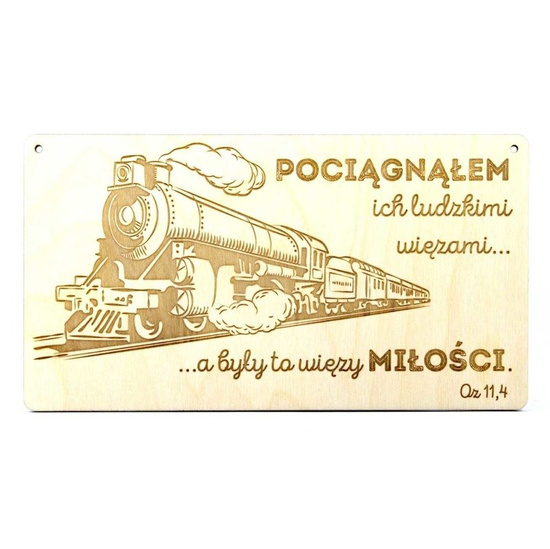 POCIĄGNĄŁEM
ich ludzkimi
więzami...
...a były to więzy MIŁOŚCI.
Oz 11,4